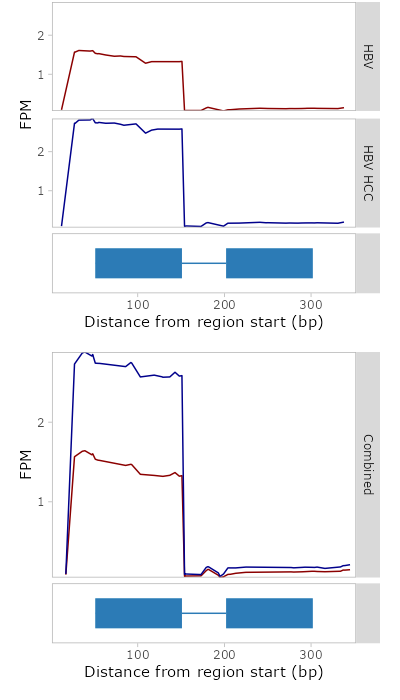 2
1
HBV
FPM
2
1
HBV HCC
100 200 300
Distance from region start (bp)
2
1
FPM
Combined
100 200 300
Distance from region start (bp)